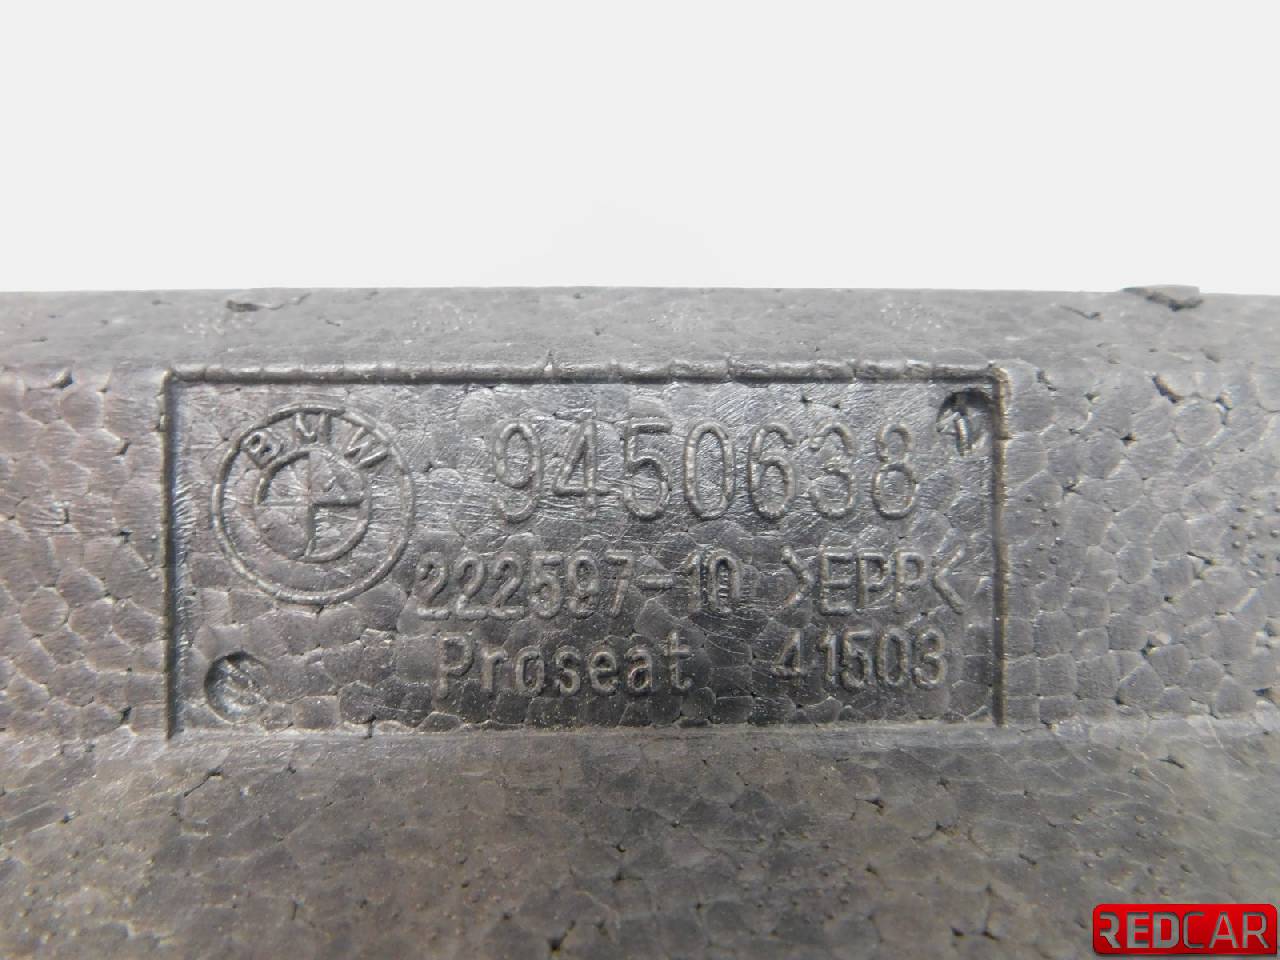 BMW
9450638
222597-10 >EPP<
Proseat 41503
REDCAR